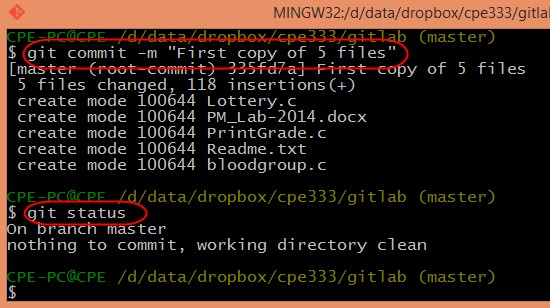 MINGW32:/d/data/dropbox/cpe333/gitlab
CPE-PC@CPE /d/data/dropbox/cpe333/gitlab (master)
$ git commit -m "First copy of 5 files"
[master (root-commit) 335fd7a] First copy of 5 files
 5 files changed, 118 insertions(+)
 create mode 100644 Lottery.c
 create mode 100644 PM_Lab-2014.docx
 create mode 100644 PrintGrade.c
 create mode 100644 Readme.txt
 create mode 100644 bloodgroup.c
CPE-PC@CPE /d/data/dropbox/cpe333/gitlab (master)
$ git status
On branch master
nothing to commit, working directory clean
CPE-PC@CPE /d/data/dropbox/cpe333/gitlab (master)
$